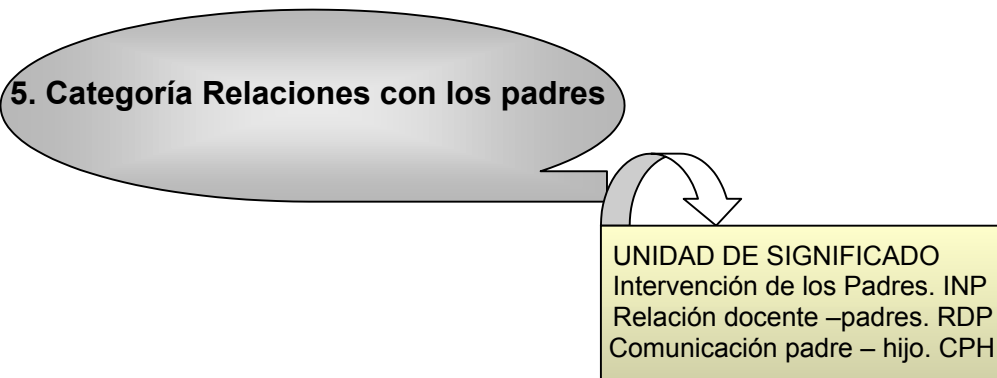 5. Categoría Relaciones con los padres
UNIDAD DE SIGNIFICADO
Intervención de los Padres. INP
Relación docente –padres. RDP
Comunicación padre – hijo. CPH